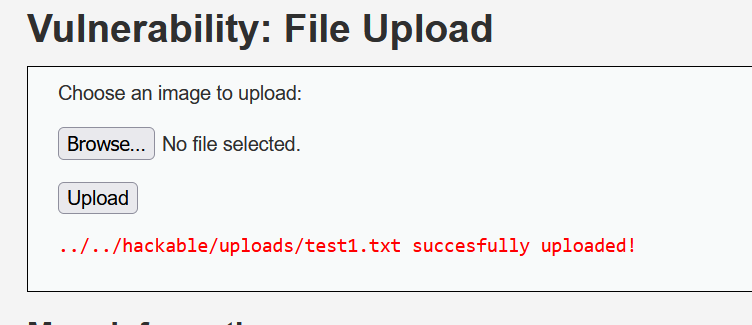 Vulnerability: File Upload
Choose an image to upload:
Browse... No file selected.
Upload
../../hackable/uploads/test1.txt succesfully uploaded!